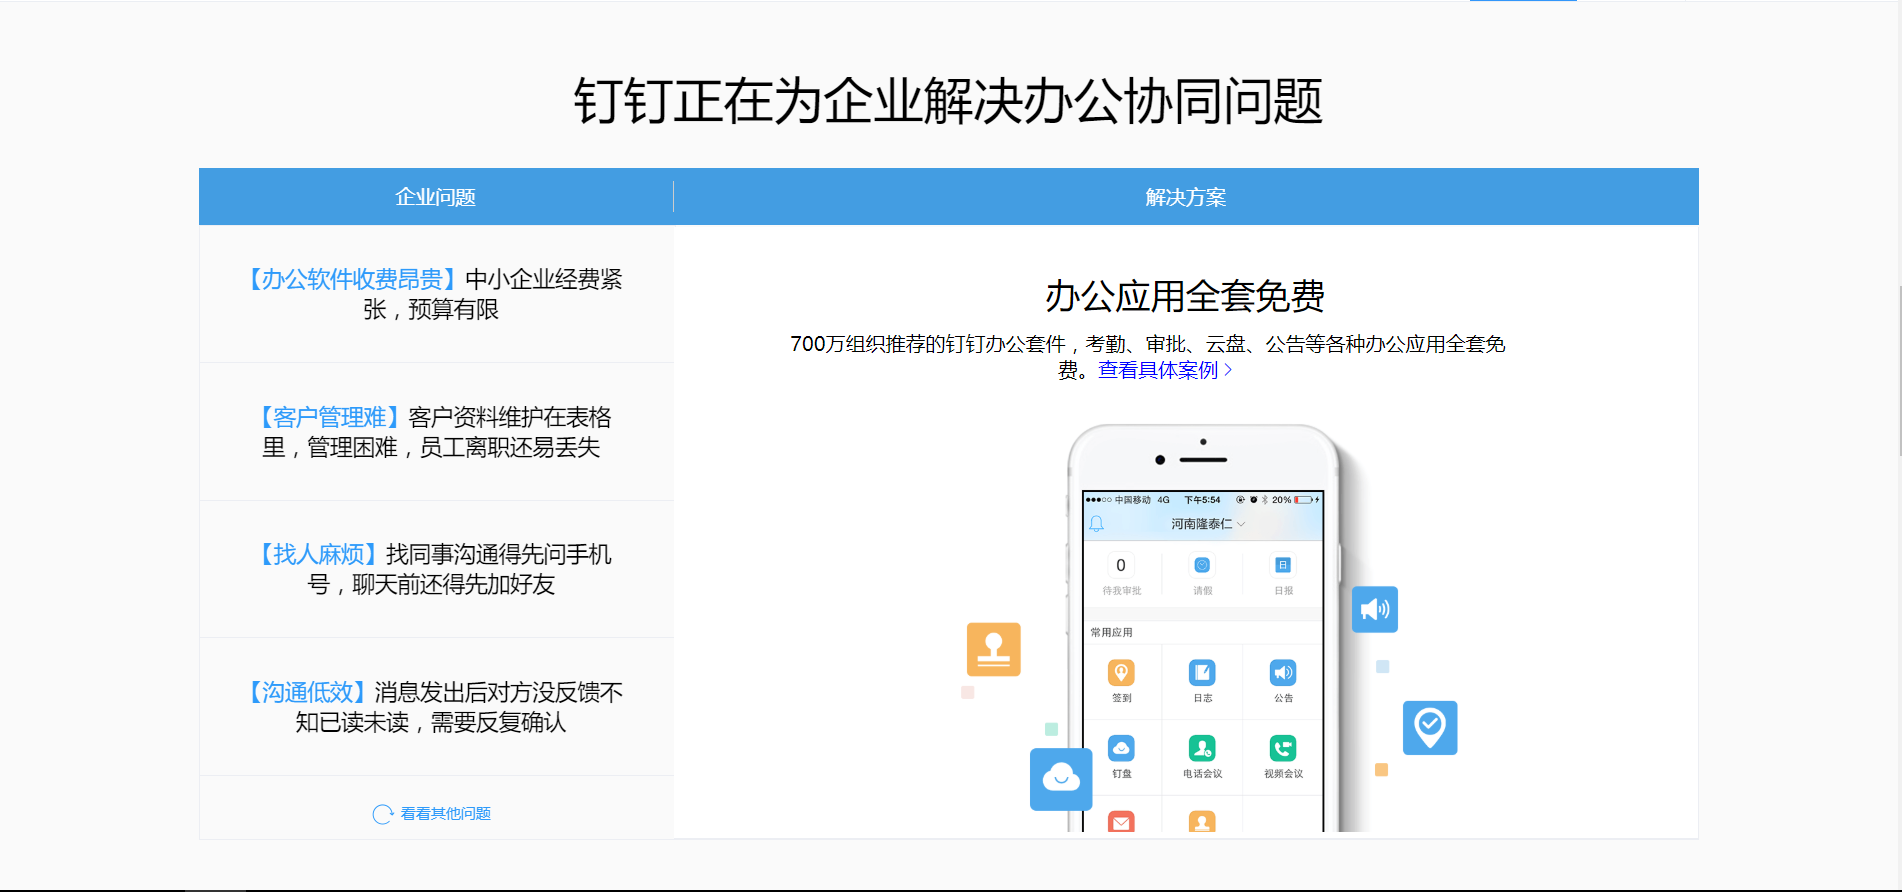 钉钉正在为企业解决办公协同问题
企业问题
解决方案
【办公软件收费昂贵】中小企业经费紧
张，预算有限
【客户管理难】客户资料维护在表格
里，管理困难，员工离职还易丢失
【找人麻烦】找同事沟通得先问手机
号，聊天前还得先加好友
【沟通低效】消息发出后对方没反馈不
知已读未读，需要反复确认
看看其他问题
办公应用全套免费
700万组织推荐的钉钉办公套件，考勤、审批、云盘、公告等各种办公应用全套免
费。查看具体案例 >
中国移动 4G 下午5:54 20%
河南隆泰仁
0
日
待我审批 请假 日报
常用应用
签到 日志 公告
钉盘 电话会议 视频会议